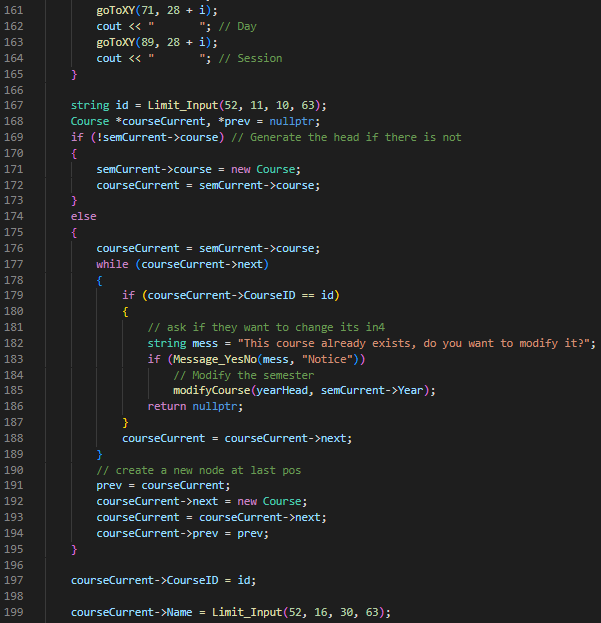 161 goToXY(71, 28 + i);
162 cout << "       "; // Day
163 goToXY(89, 28 + i);
164 cout << "       "; // Session
165 }
166
167 string id = Limit_Input(52, 11, 10, 63);
168 Course *courseCurrent, *prev = nullptr;
169 if (!semCurrent->course) // Generate the head if there is not
170 {
171 semCurrent->course = new Course;
172 courseCurrent = semCurrent->course;
173 }
174 else
175 {
176 courseCurrent = semCurrent->course;
177 while (courseCurrent->next)
178 {
179 if (courseCurrent->CourseID == id)
180 {
181 // ask if they want to change its in4
182 string mess = "This course already exists, do you want to modify it?";
183 if (Message_YesNo(mess, "Notice"))
184 // Modify the semester
185 modifyCourse(yearHead, semCurrent->Year);
186 return nullptr;
187 }
188 courseCurrent = courseCurrent->next;
189 }
190 // create a new node at last pos
191 prev = courseCurrent;
192 courseCurrent->next = new Course;
193 courseCurrent = courseCurrent->next;
194 courseCurrent->prev = prev;
195 }
196
197 courseCurrent->CourseID = id;
198
199 courseCurrent->Name = Limit_Input(52, 16, 30, 63);